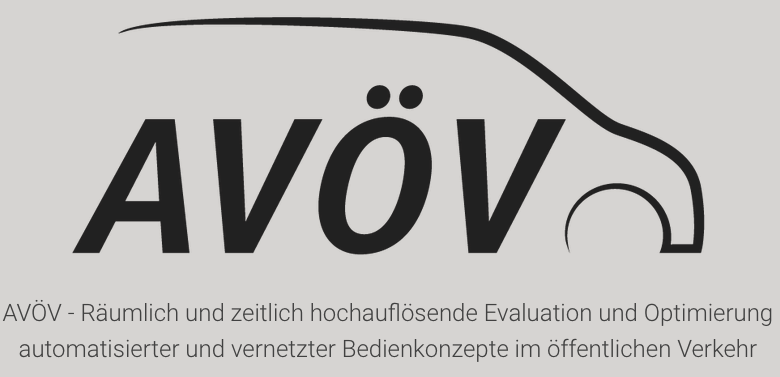 AVÖV
AVÖV - Räumlich und zeitlich hochauflösende Evaluation und Optimierung
automatisierter und vernetzter Bedienkonzepte im öffentlichen Verkehr